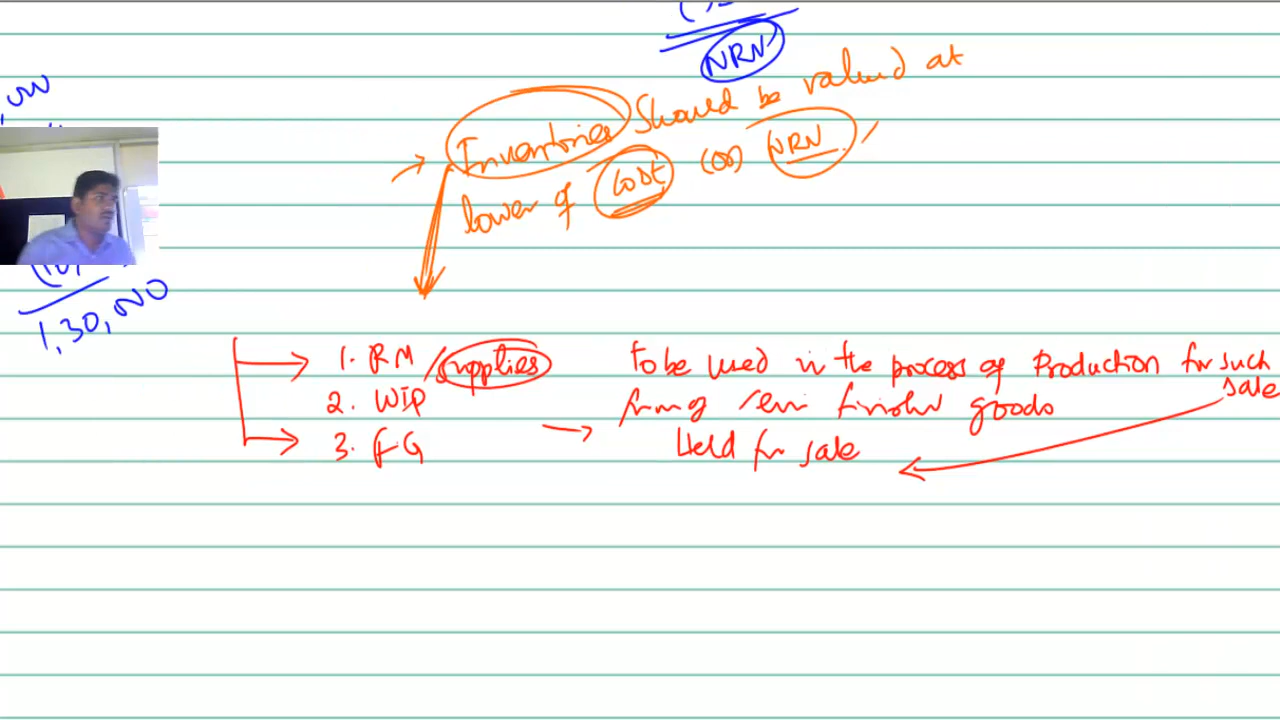 NRV
→ Inventories should be valued at
lower of cost (or) NRV
1,30,000
1. RM/supplies to be used in the process of Production for such sale
2. WIP form of semi finished goods
3. FG → Held for sale